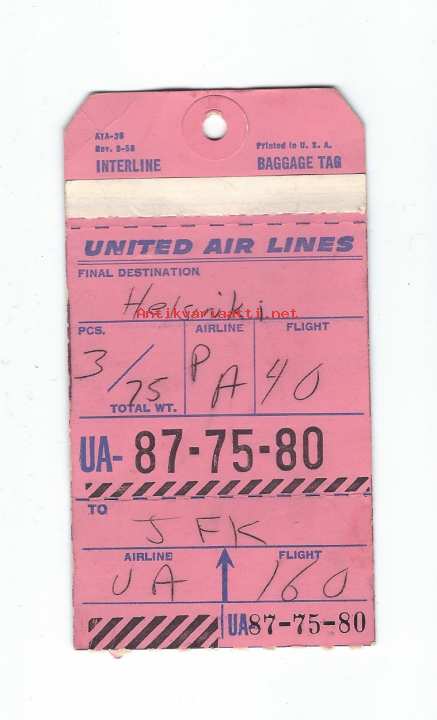 ATA-3B Printed in U. S. A.
Rev. 9-58
INTERLINE BAGGAGE TAG
UNITED AIR LINES
FINAL DESTINATION
Helsinki
Antikvariaatti.net
PCS. AIRLINE FLIGHT
3/75 PA 40
TOTAL WT.
UA- 87-75-80
TO
JFK
AIRLINE FLIGHT
UA 160
UA87-75-80